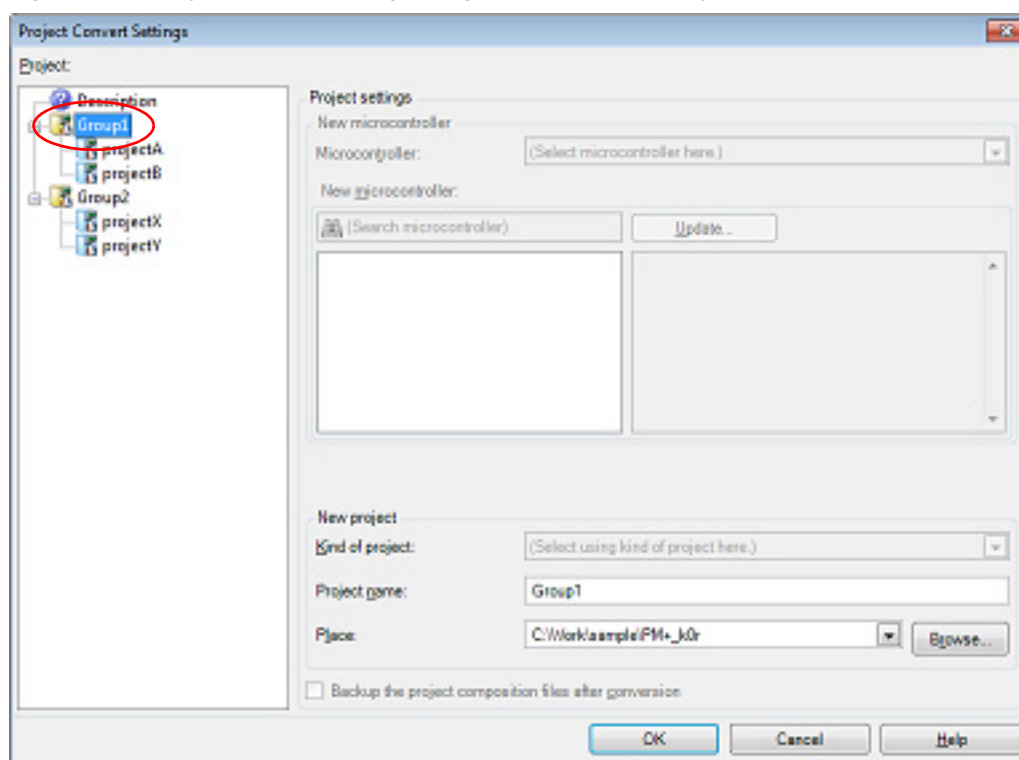 Project Convert Settings
Project:
Description
Group1
projectA
projectB
Group2
projectX
projectY
Project settings
New microcontroller
Microcontroller:
(Select microcontroller here.)
New microcontroller:
(Search microcontroller)
Update...
New project
Kind of project:
(Select using kind of project here.)
Project name:
Group1
Place:
C:\Work\sample\PM+_k0r
Browse...
Backup the project composition files after conversion
OK
Cancel
Help